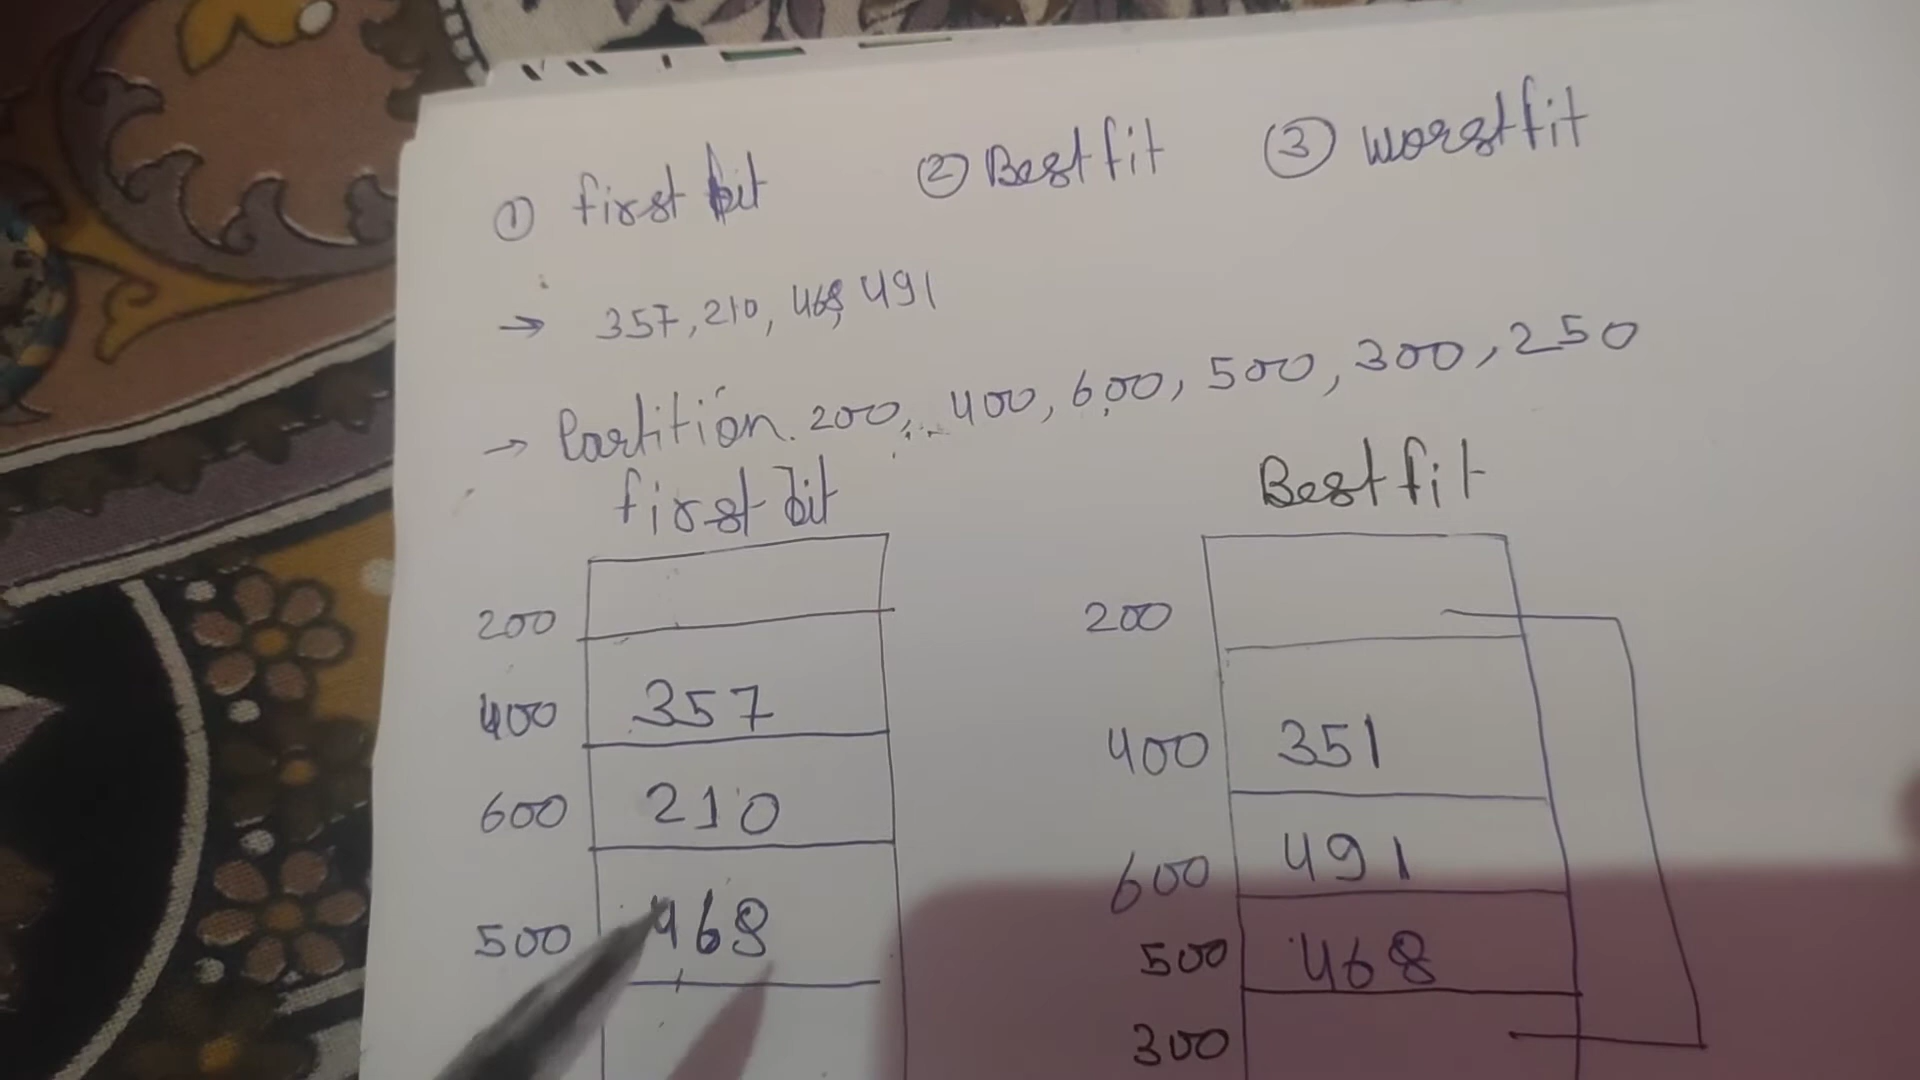 ① first fit ② Best fit ③ worst fit
→ 357, 210, 468, 491
→ Partition. 200, 400, 600, 500, 300, 250
first fit
200
400 357
600 210
500 468
Best fit
200
400 351
600 491
500 468
300